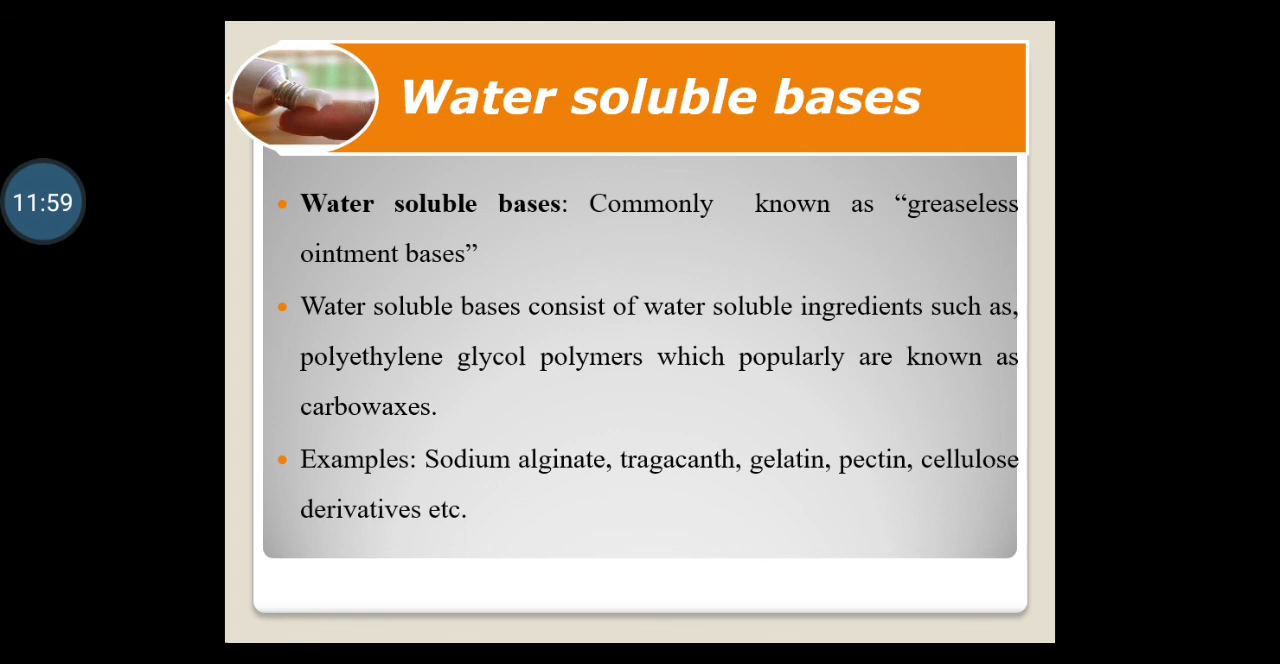 Water soluble bases
11:59
Water soluble bases: Commonly known as “greaseless
ointment bases”
Water soluble bases consist of water soluble ingredients such as,
polyethylene glycol polymers which popularly are known as
carbowaxes.
Examples: Sodium alginate, tragacanth, gelatin, pectin, cellulose
derivatives etc.